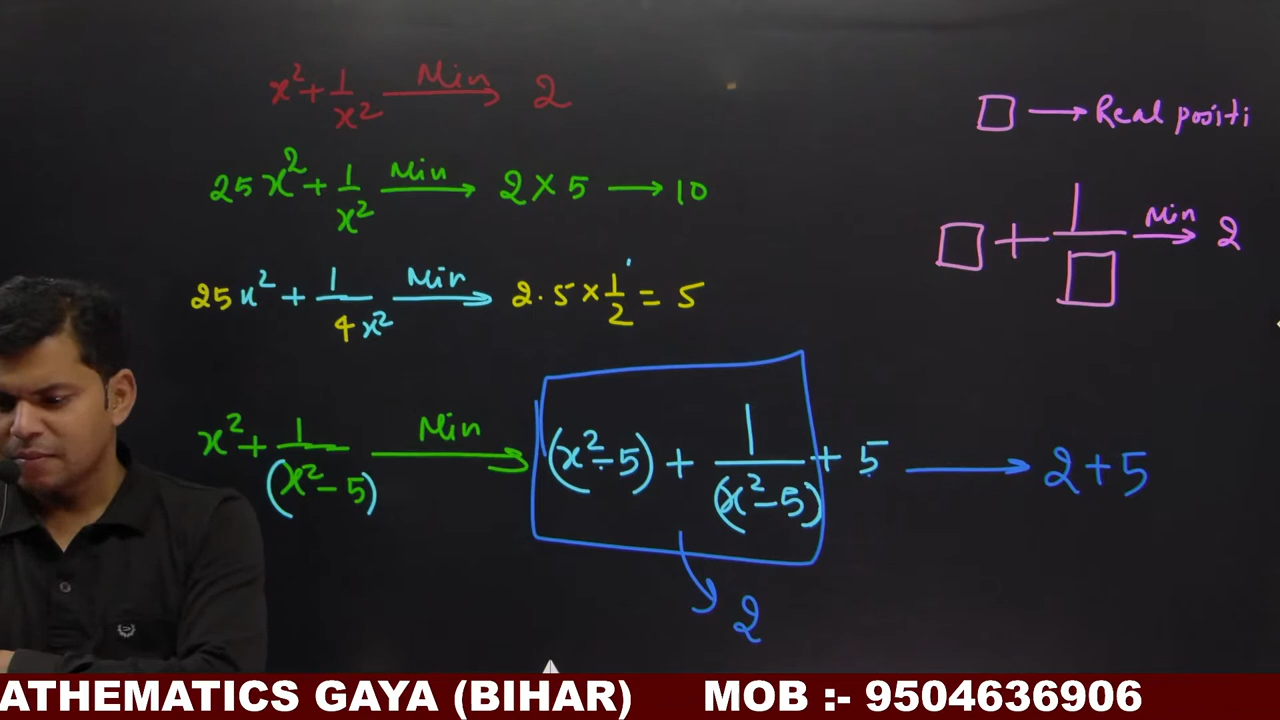 x² + 1/x² Min→ 2
25x² + 1/x² Min→ 2 × 5 → 10
25x² + 1/4x² Min→ 2.5 × 1/2 = 5
x² + 1/(x² - 5) Min→ (x² - 5) + 1/(x² - 5) + 5 → 2 + 5
→ 2
□ → Real positi
□ + 1/□ Min→ 2
ATHEMATICS GAYA (BIHAR) MOB :- 9504636906